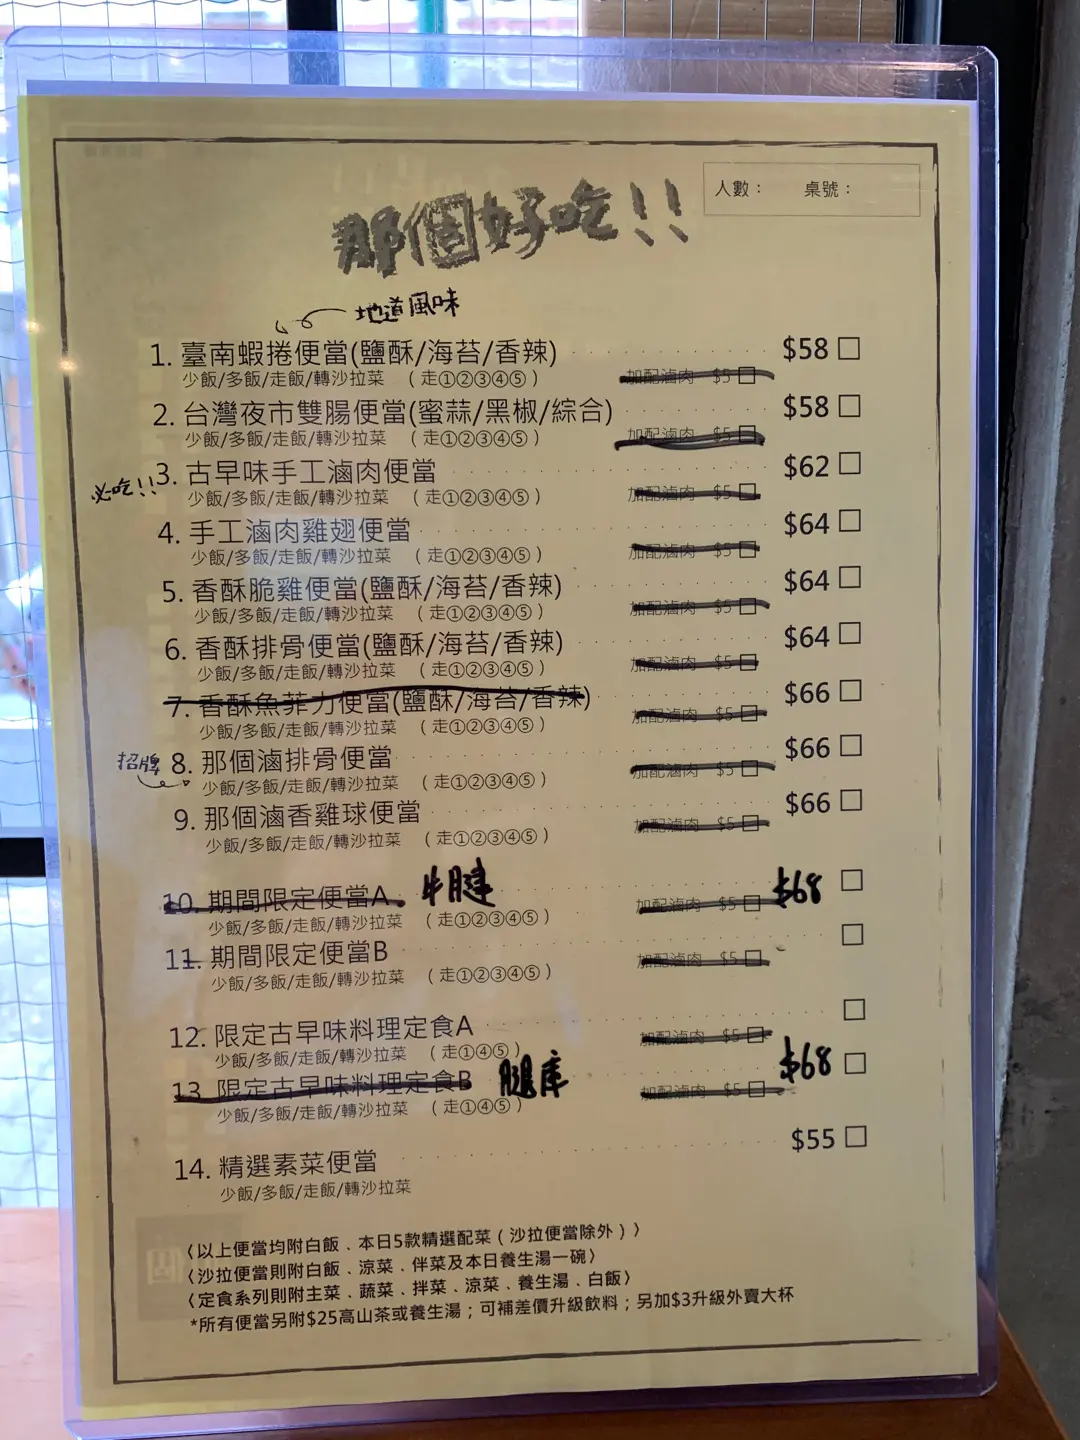 人數： 桌號：
那個好吃!!
地道風味
1. 臺南蝦捲便當(鹽酥/海苔/香辣) $58 □
少飯/多飯/走飯/轉沙拉菜 （走①②③④⑤） 加配滷肉 $5 □
2. 台灣夜市雙腸便當(蜜蒜/黑椒/綜合) $58 □
少飯/多飯/走飯/轉沙拉菜 （走①②③④⑤） 加配滷肉 $5 □
必吃!! 3. 古早味手工滷肉便當 $62 □
少飯/多飯/走飯/轉沙拉菜 （走①②③④⑤） 加配滷肉 $5 □
4. 手工滷肉雞翅便當 $64 □
少飯/多飯/走飯/轉沙拉菜 （走①②③④⑤） 加配滷肉 $5 □
5. 香酥脆雞便當(鹽酥/海苔/香辣) $64 □
少飯/多飯/走飯/轉沙拉菜 （走①②③④⑤） 加配滷肉 $5 □
6. 香酥排骨便當(鹽酥/海苔/香辣) $64 □
少飯/多飯/走飯/轉沙拉菜 （走①②③④⑤） 加配滷肉 $5 □
7. 香酥魚菲力便當(鹽酥/海苔/香辣) $66 □
少飯/多飯/走飯/轉沙拉菜 （走①②③④⑤） 加配滷肉 $5 □
招牌 8. 那個滷排骨便當 $66 □
少飯/多飯/走飯/轉沙拉菜 （走①②③④⑤） 加配滷肉 $5 □
9. 那個滷香雞球便當 $66 □
少飯/多飯/走飯/轉沙拉菜 （走①②③④⑤） 加配滷肉 $5 □
10. 期間限定便當A 牛腱 $68 □
少飯/多飯/走飯/轉沙拉菜 （走①②③④⑤） 加配滷肉 $5 □
11. 期間限定便當B □
少飯/多飯/走飯/轉沙拉菜 （走①②③④⑤） 加配滷肉 $5 □
12. 限定古早味料理定食A □
少飯/多飯/走飯/轉沙拉菜 （走①④⑤） 加配滷肉 $5 □
13. 限定古早味料理定食B 腿庫 $68 □
少飯/多飯/走飯/轉沙拉菜 （走①④⑤） 加配滷肉 $5 □
14. 精選素菜便當 $55 □
少飯/多飯/走飯/轉沙拉菜
〈以上便當均附白飯﹑本日5款精選配菜（沙拉便當除外）〉
〈沙拉便當則附白飯﹑涼菜﹑伴菜及本日養生湯一碗〉
〈定食系列則附主菜﹑蔬菜﹑拌菜﹑涼菜﹑養生湯﹑白飯〉
*所有便當另附$25高山茶或養生湯；可補差價升級飲料；另加$3升級外賣大杯